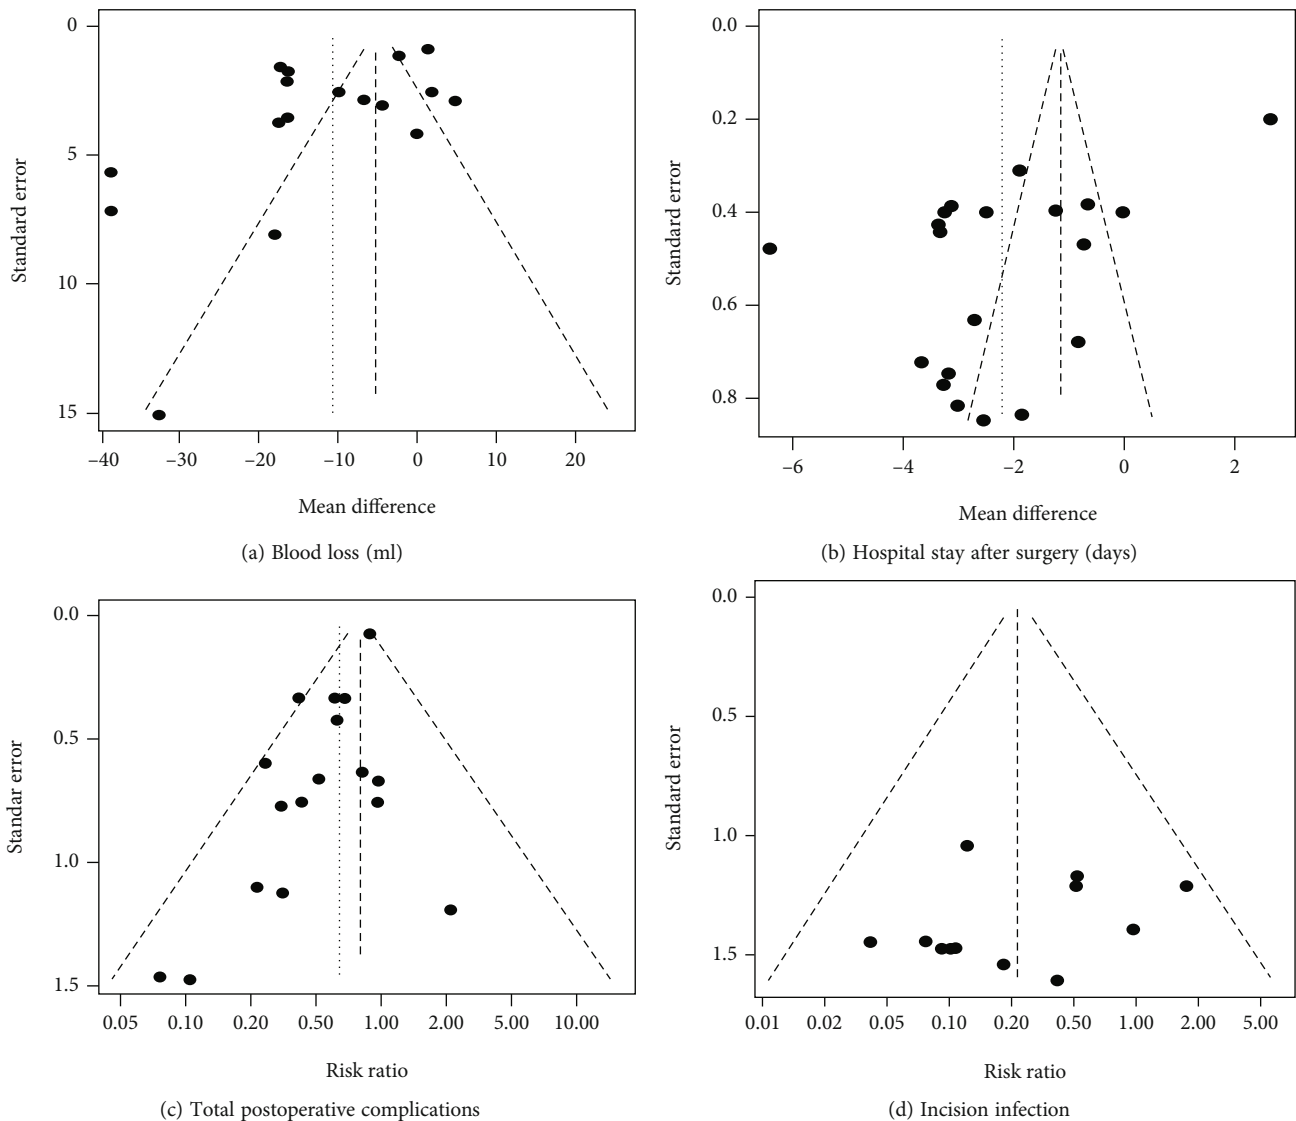 0
5
10
15
Standard error
−40 −30 −20 −10 0 10 20
Mean difference
(a) Blood loss (ml)
0.0
0.2
0.4
0.6
0.8
Standard error
−6 −4 −2 0 2
Mean difference
(b) Hospital stay after surgery (days)
0.0
0.5
1.0
1.5
Standar error
0.05 0.10 0.20 0.50 1.00 2.00 5.00 10.00
Risk ratio
(c) Total postoperative complications
0.0
0.5
1.0
1.5
Standard error
0.01 0.02 0.05 0.10 0.20 0.50 1.00 2.00 5.00
Risk ratio
(d) Incision infection